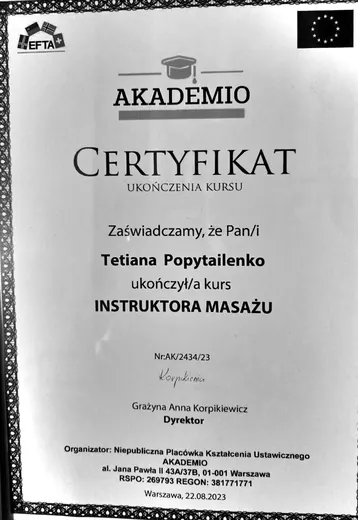 EFTA
AKADEMIO
CERTYFIKAT
UKOŃCZENIA KURSU
Zaświadczamy, że Pan/i
Tetiana Popytailenko
ukończył/a kurs
INSTRUKTORA MASAŻU
Nr:AK/2434/23
Grażyna Anna Korpikiewicz
Dyrektor
Organizator: Niepubliczna Placówka Kształcenia Ustawicznego
AKADEMIO
al. Jana Pawła II 43A/37B, 01-001 Warszawa
RSPO: 269793 REGON: 381771771
Warszawa, 22.08.2023